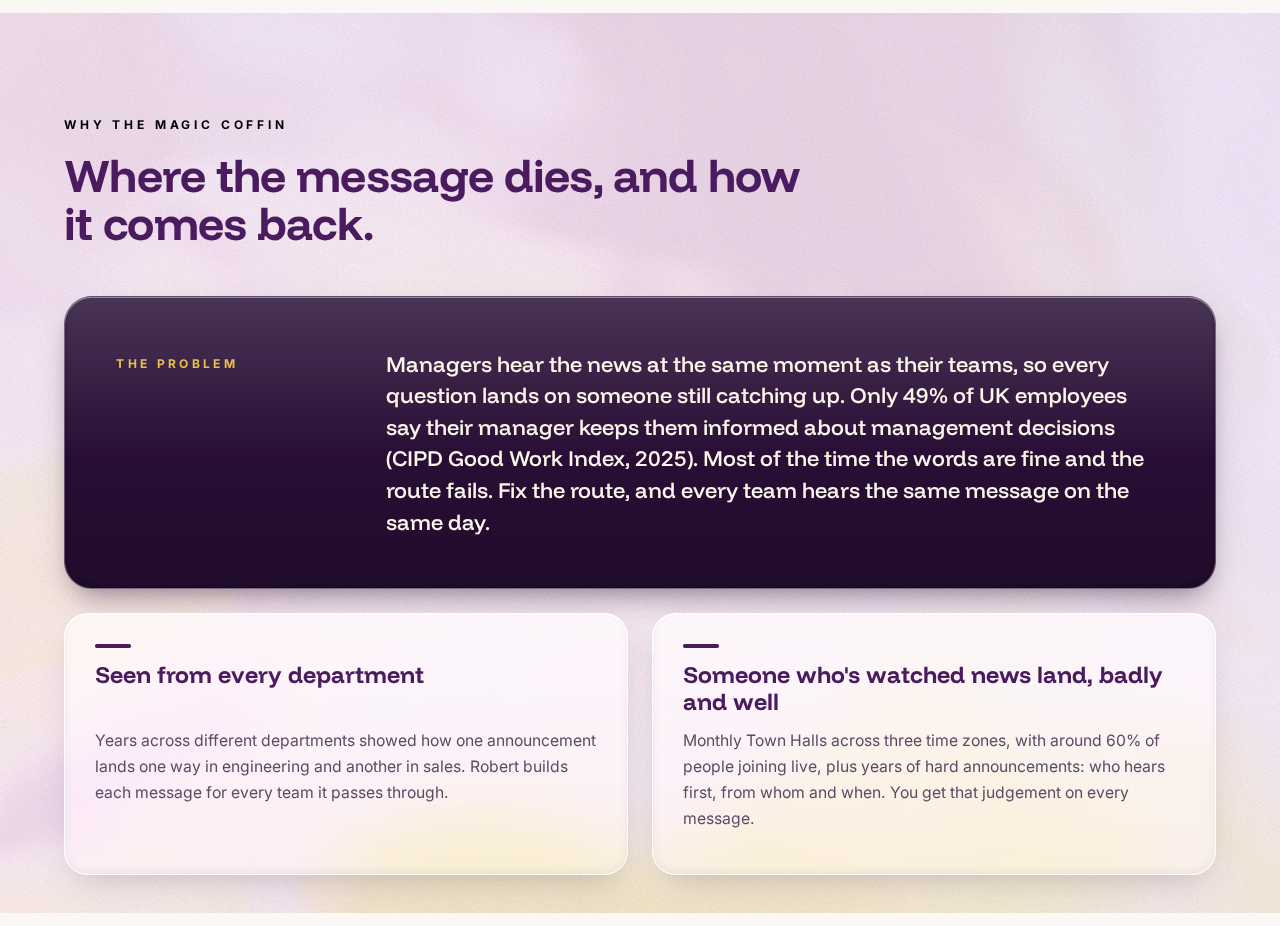 WHY THE MAGIC COFFIN
Where the message dies, and how
it comes back.
THE PROBLEM
Managers hear the news at the same moment as their teams, so every
question lands on someone still catching up. Only 49% of UK employees
say their manager keeps them informed about management decisions
(CIPD Good Work Index, 2025). Most of the time the words are fine and the
route fails. Fix the route, and every team hears the same message on the
same day.
Seen from every department
Years across different departments showed how one announcement
lands one way in engineering and another in sales. Robert builds
each message for every team it passes through.
Someone who's watched news land, badly
and well
Monthly Town Halls across three time zones, with around 60% of
people joining live, plus years of hard announcements: who hears
first, from whom and when. You get that judgement on every
message.